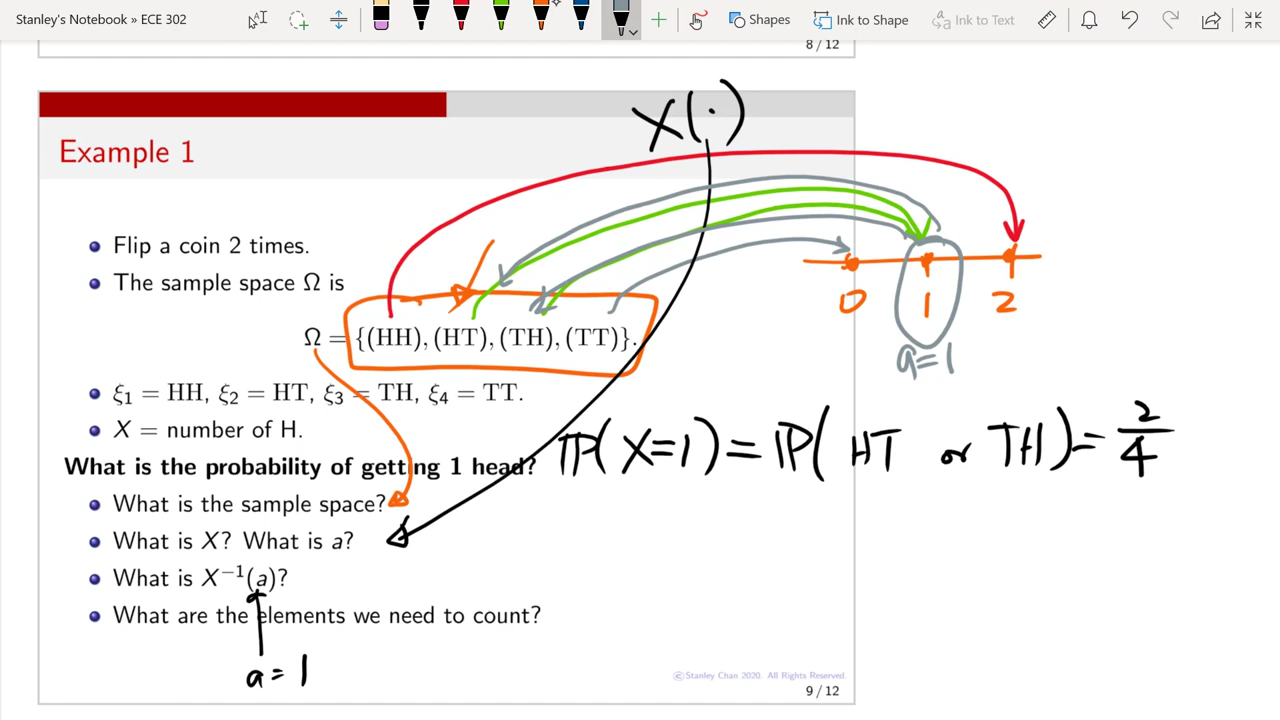 Stanley's Notebook » ECE 302
Shapes
Ink to Shape
Ink to Text
8 / 12
X(·)
Example 1
Flip a coin 2 times.
The sample space Ω is
Ω = {(HH), (HT), (TH), (TT)}.
0 1 2
a=1
ξ1 = HH, ξ2 = HT, ξ3 = TH, ξ4 = TT.
X = number of H.
What is the probability of getting 1 head?
P(X=1) = P(HT or TH) = 2/4
What is the sample space?
What is X? What is a?
What is X⁻¹(a)?
What are the elements we need to count?
a=1
©Stanley Chan 2020. All Rights Reserved.
9 / 12